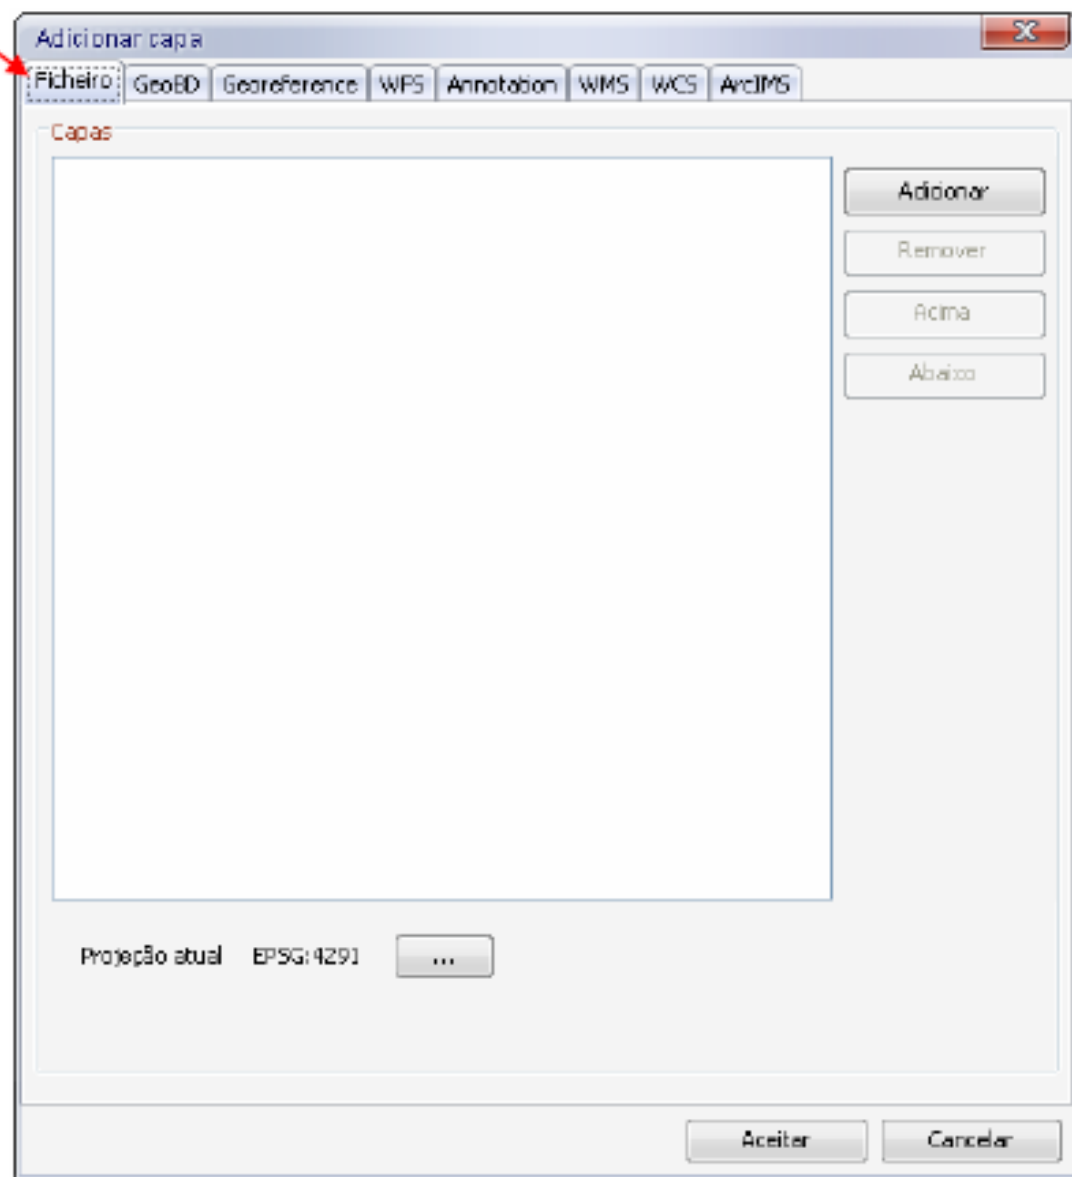 Adicionar capa
Ficheiro GeoBD Georeference WFS Annotation WMS WCS ArcIMS
Capas
Adicionar
Remover
Acima
Abaixo
Projeção atual EPSG:4291 ...
Aceitar Cancelar